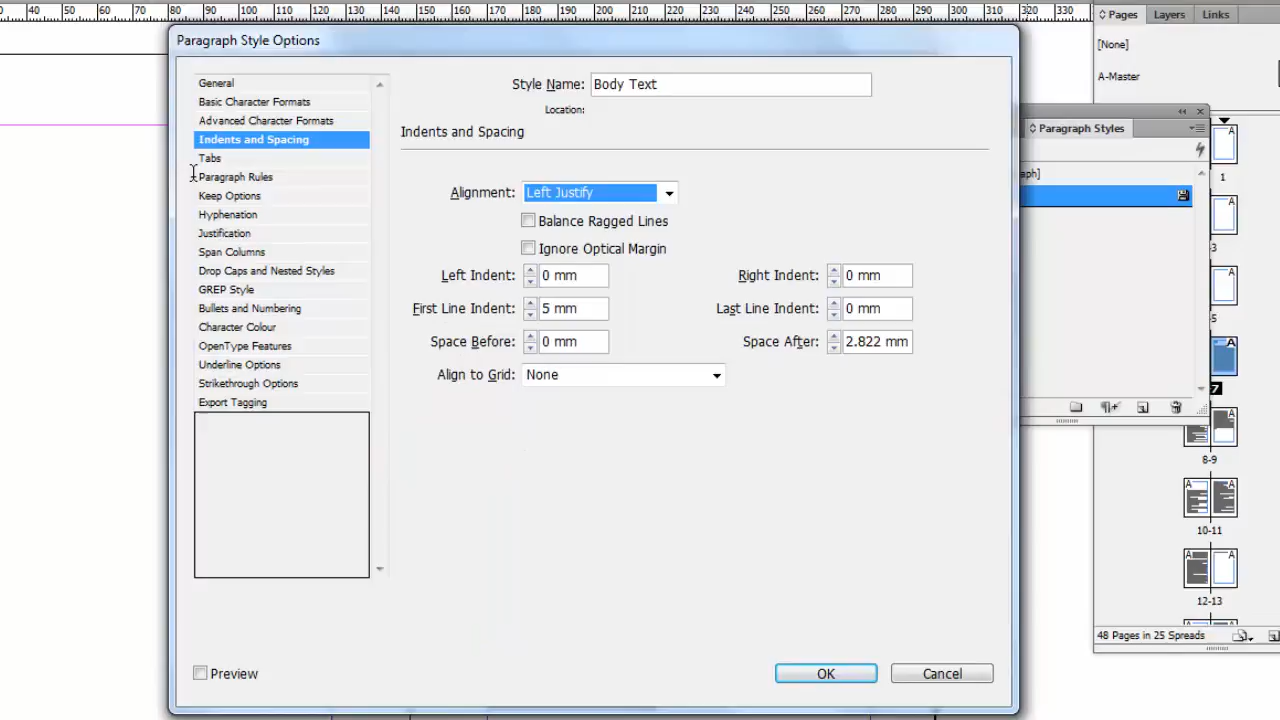 40 50 60 70 80 90 100 110 120 130 140 150 160 170 180 190 200 210 220 230 240 250 260 270 280 290 300 310 320 330
Paragraph Style Options
General
Basic Character Formats
Advanced Character Formats
Indents and Spacing
Tabs
Paragraph Rules
Keep Options
Hyphenation
Justification
Span Columns
Drop Caps and Nested Styles
GREP Style
Bullets and Numbering
Character Colour
OpenType Features
Underline Options
Strikethrough Options
Export Tagging
Style Name: Body Text
Location:
Indents and Spacing
Alignment: Left Justify
Balance Ragged Lines
Ignore Optical Margin
Left Indent: 0 mm Right Indent: 0 mm
First Line Indent: 5 mm Last Line Indent: 0 mm
Space Before: 0 mm Space After: 2.822 mm
Align to Grid: None
Preview
OK Cancel
Paragraph Styles
aph]
Pages Layers Links
[None]
A-Master
A
1
A
3
A
5
A
7
A
8-9
A A
10-11
A A
12-13
48 Pages in 25 Spreads